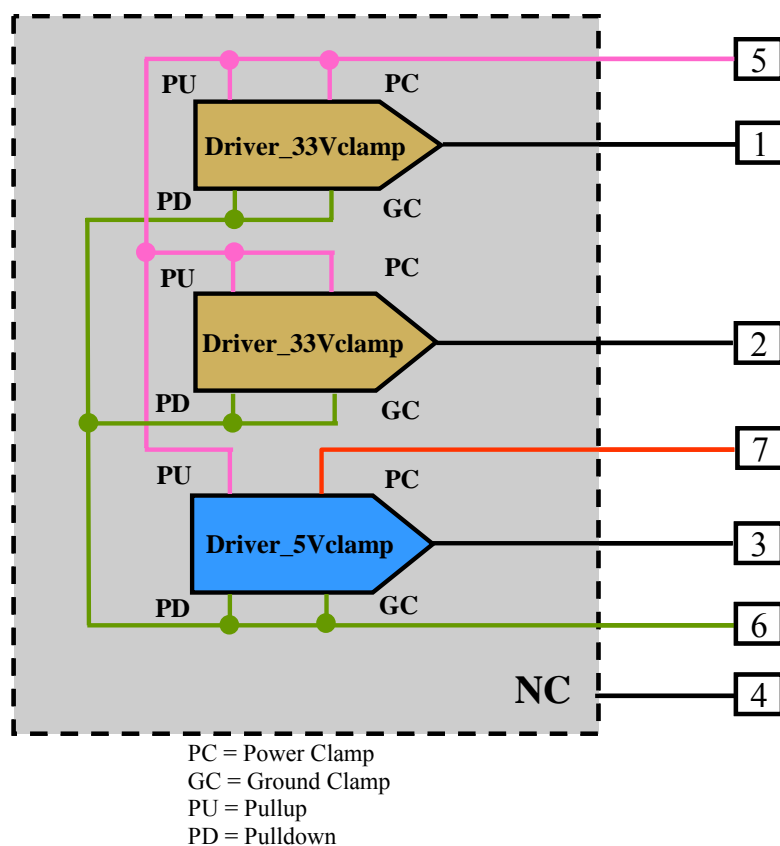 5
PU
PC
Driver_33Vclamp
1
PD
GC
PU
PC
Driver_33Vclamp
2
PD
GC
7
PU
PC
Driver_5Vclamp
3
PD
GC
6
NC
4
PC = Power Clamp
GC = Ground Clamp
PU = Pullup
PD = Pulldown